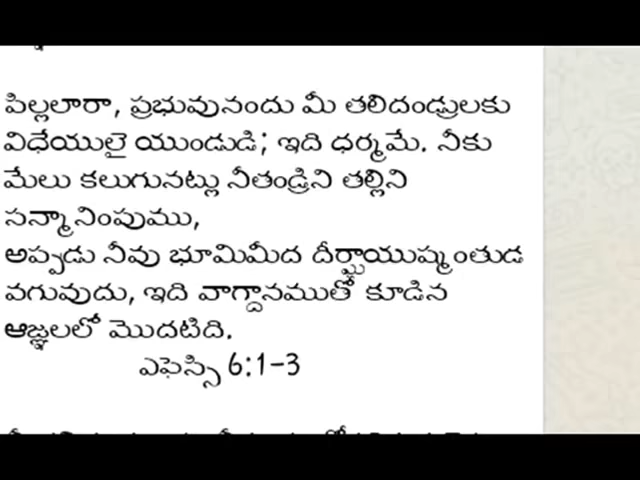 పిల్లలారా, ప్రభువునందు మీ తలిదండ్రులకు
విధేయులై యుండుడి; ఇది ధర్మమే. నీకు
మేలు కలుగునట్లు నీతండ్రిని తల్లిని
సన్మానింపుము,
అప్పడు నీవు భూమిమీద దీర్ఘాయుష్మంతుడ
వగువుదు, ఇది వాగ్దానముతో కూడిన
ఆజ్ఞలలో మొదటిది.
ఎఫెస్సి 6:1-3